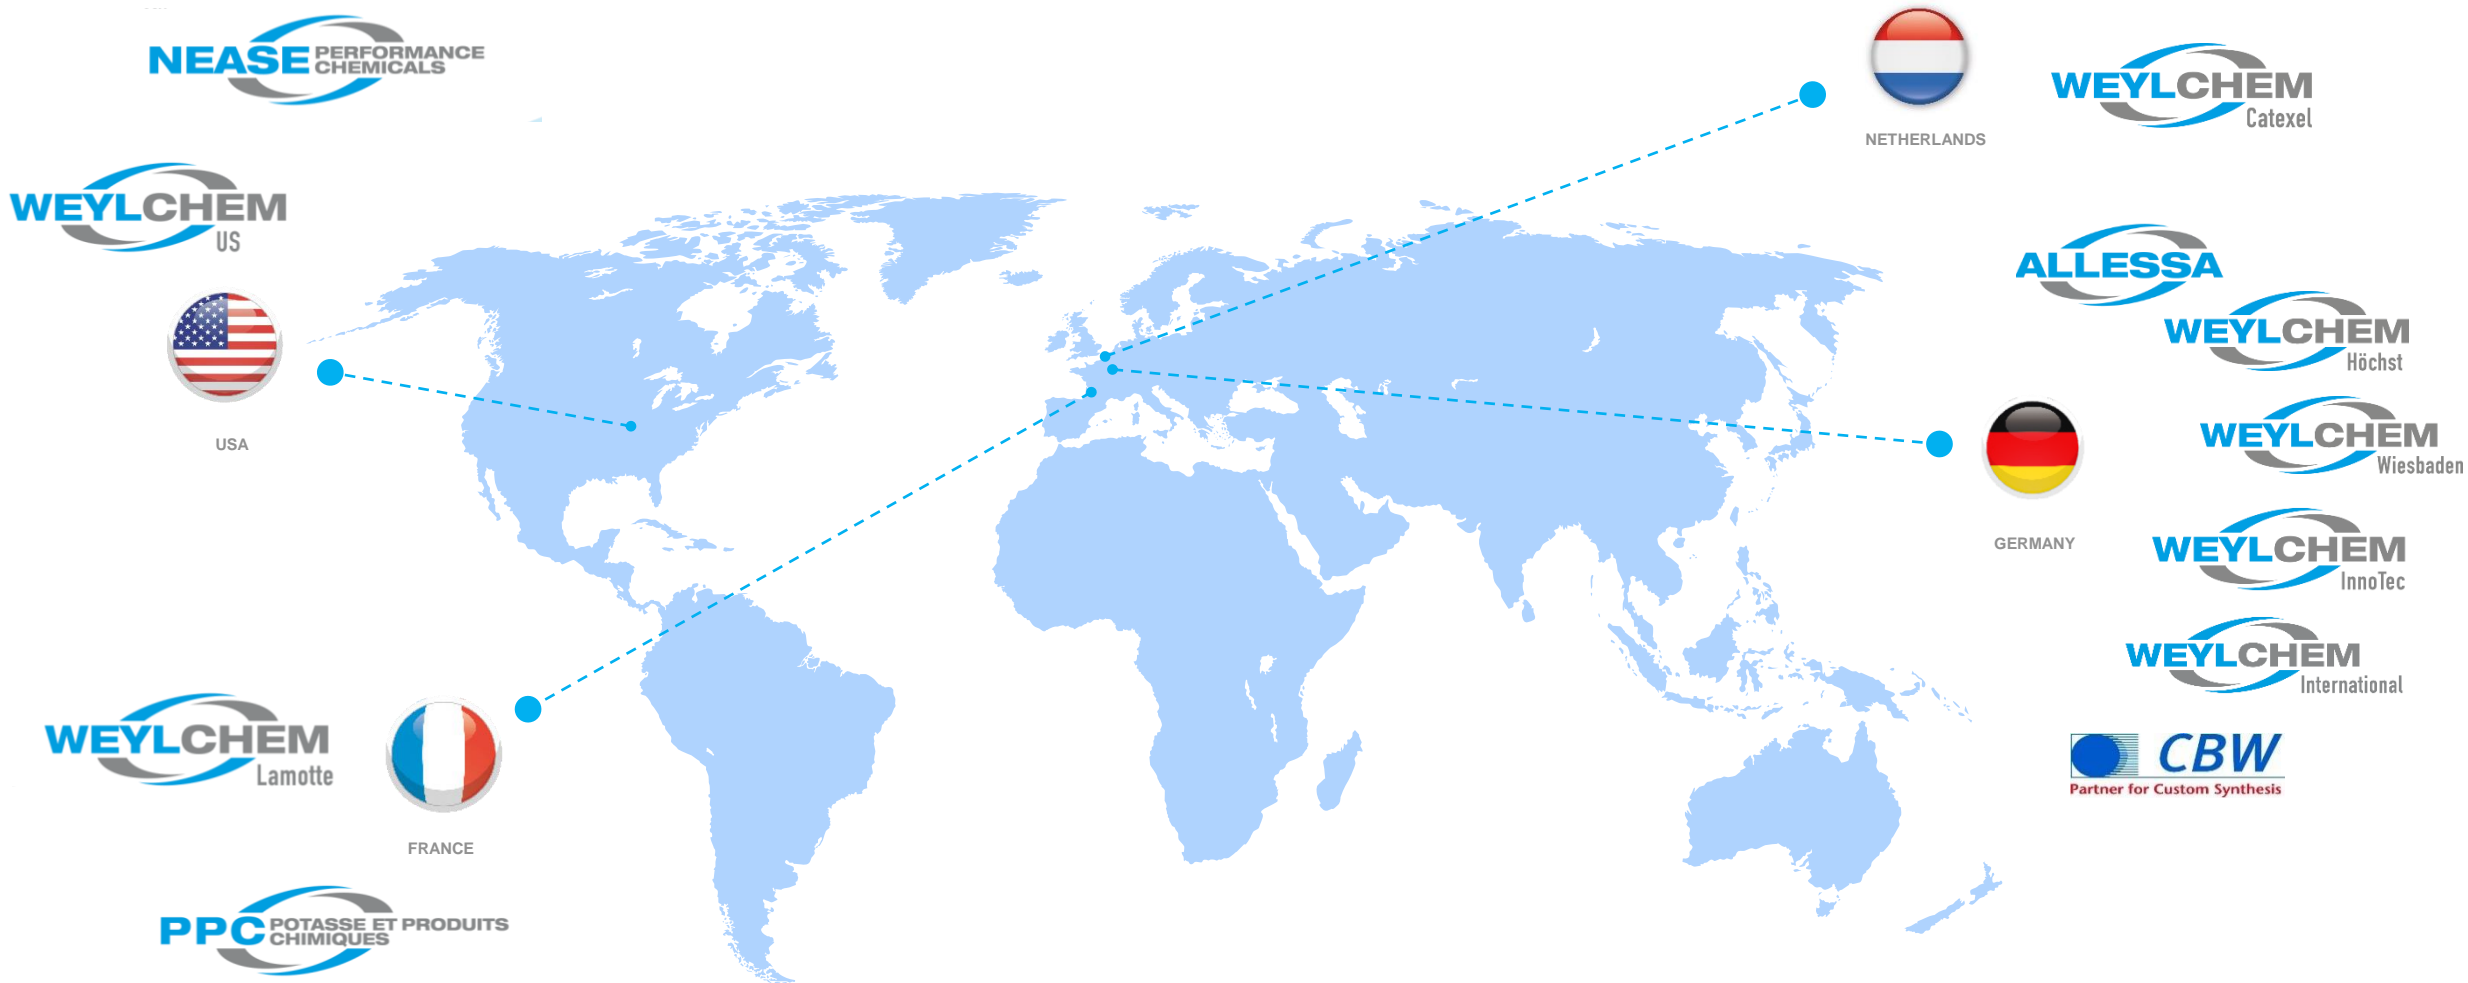 NEASE PERFORMANCE
CHEMICALS
WEYLCHEM
US
USA
WEYLCHEM
Lamotte
FRANCE
PPC POTASSE ET PRODUITS
CHIMIQUES
NETHERLANDS
WEYLCHEM
Catexel
ALLESSA
WEYLCHEM
Höchst
WEYLCHEM
Wiesbaden
GERMANY
WEYLCHEM
InnoTec
WEYLCHEM
International
CBW
Partner for Custom Synthesis